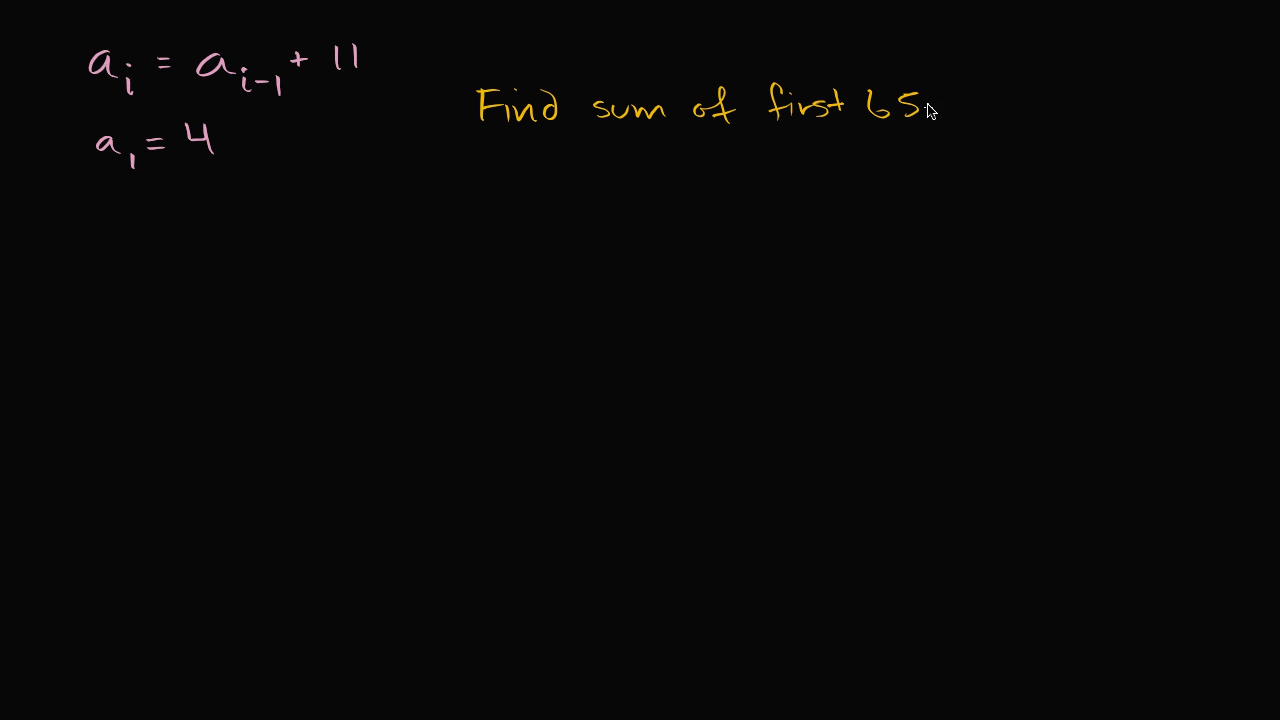 aᵢ = aᵢ₋₁ + 11
Find sum of first 65
a₁ = 4